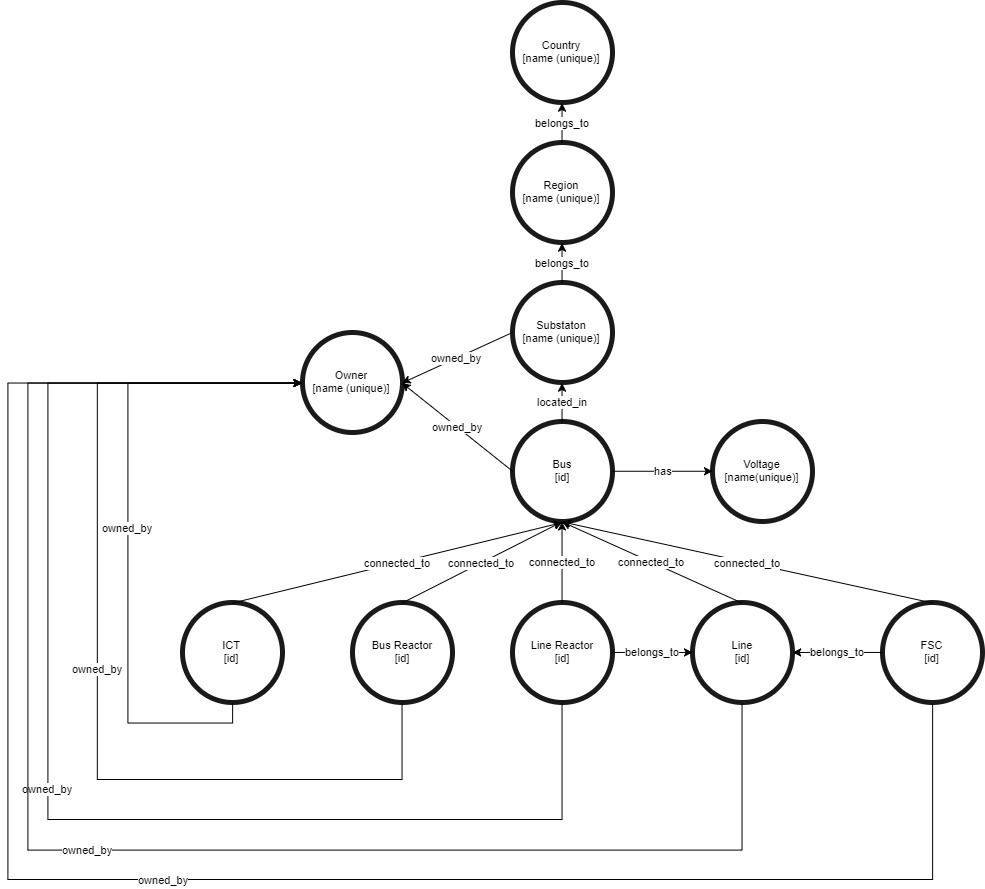 Country
[name (unique)]
belongs_to
Region
[name (unique)]
belongs_to
Substaton
[name (unique)]
owned_by
Owner
[name (unique)]
located_in
owned_by
Bus
[id]
has
Voltage
[name(unique)]
owned_by
connected_to
connected_to
connected_to
connected_to
connected_to
ICT
[id]
Bus Reactor
[id]
Line Reactor
[id]
belongs_to
Line
[id]
belongs_to
FSC
[id]
owned_by
owned_by
owned_by
owned_by